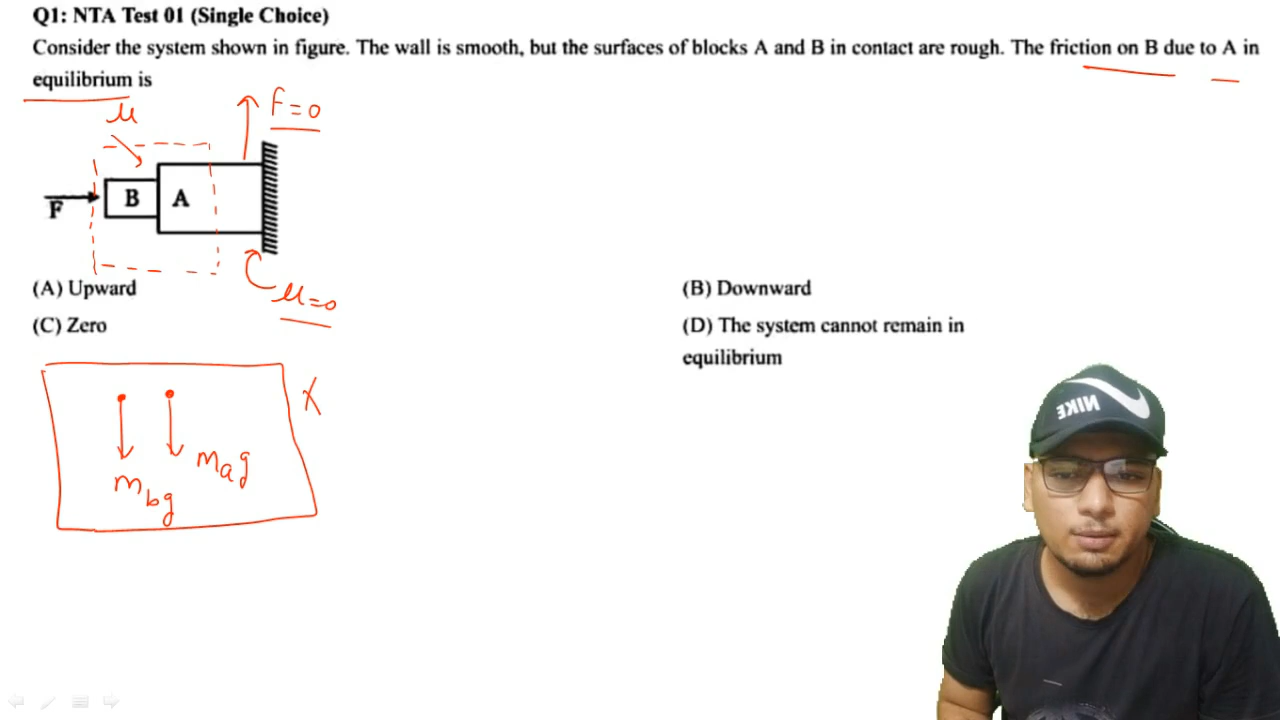 Q1: NTA Test 01 (Single Choice)
Consider the system shown in figure. The wall is smooth, but the surfaces of blocks A and B in contact are rough. The friction on B due to A in
equilibrium is
μ
F=0
F
B
A
μ=0
(A) Upward
(B) Downward
(C) Zero
(D) The system cannot remain in
equilibrium
X
mag
mbg
NIKE